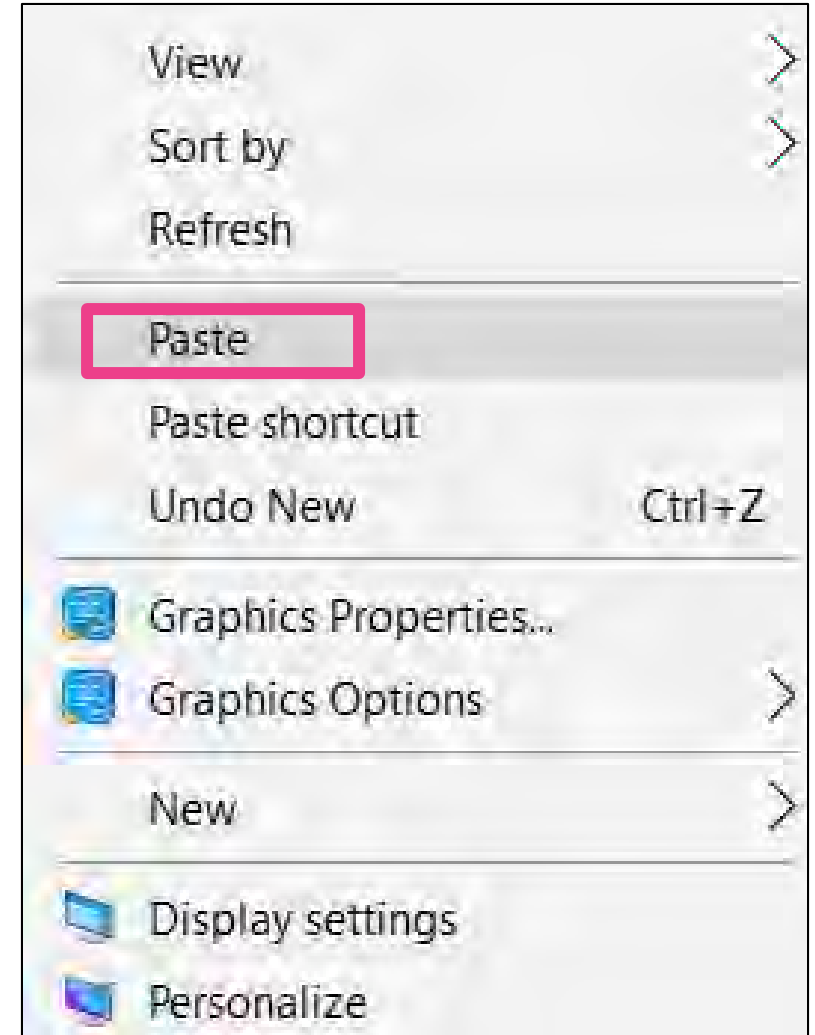 View
Sort by
Refresh
Paste
Paste shortcut
Undo New Ctrl+Z
Graphics Properties...
Graphics Options
New
Display settings
Personalize